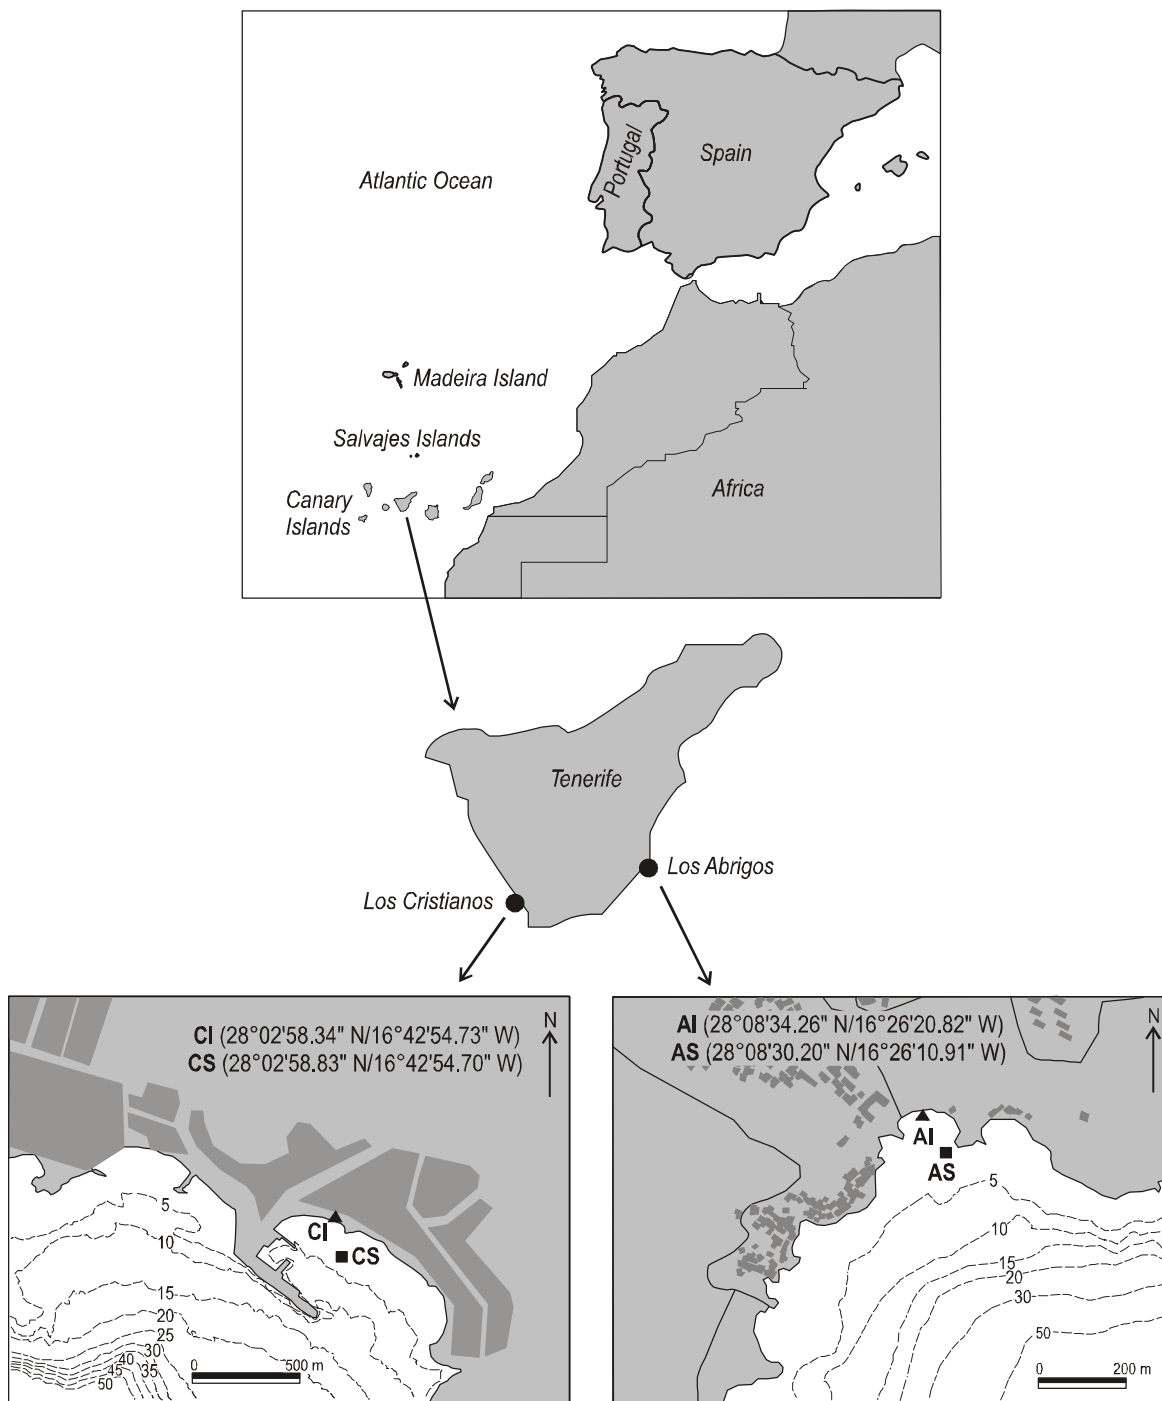 Atlantic Ocean
Portugal
Spain
Madeira Island
Salvajes Islands
Canary
Islands
Africa
Tenerife
Los Abrigos
Los Cristianos
CI (28°02'58.34" N/16°42'54.73" W)
CS (28°02'58.83" N/16°42'54.70" W)
N
CI
CS
5
10
15
20
25
30
35
40
45
50
0 500 m
AI (28°08'34.26" N/16°26'20.82" W)
AS (28°08'30.20" N/16°26'10.91" W)
N
AI
AS
5
10
15
20
30
50
0 200 m